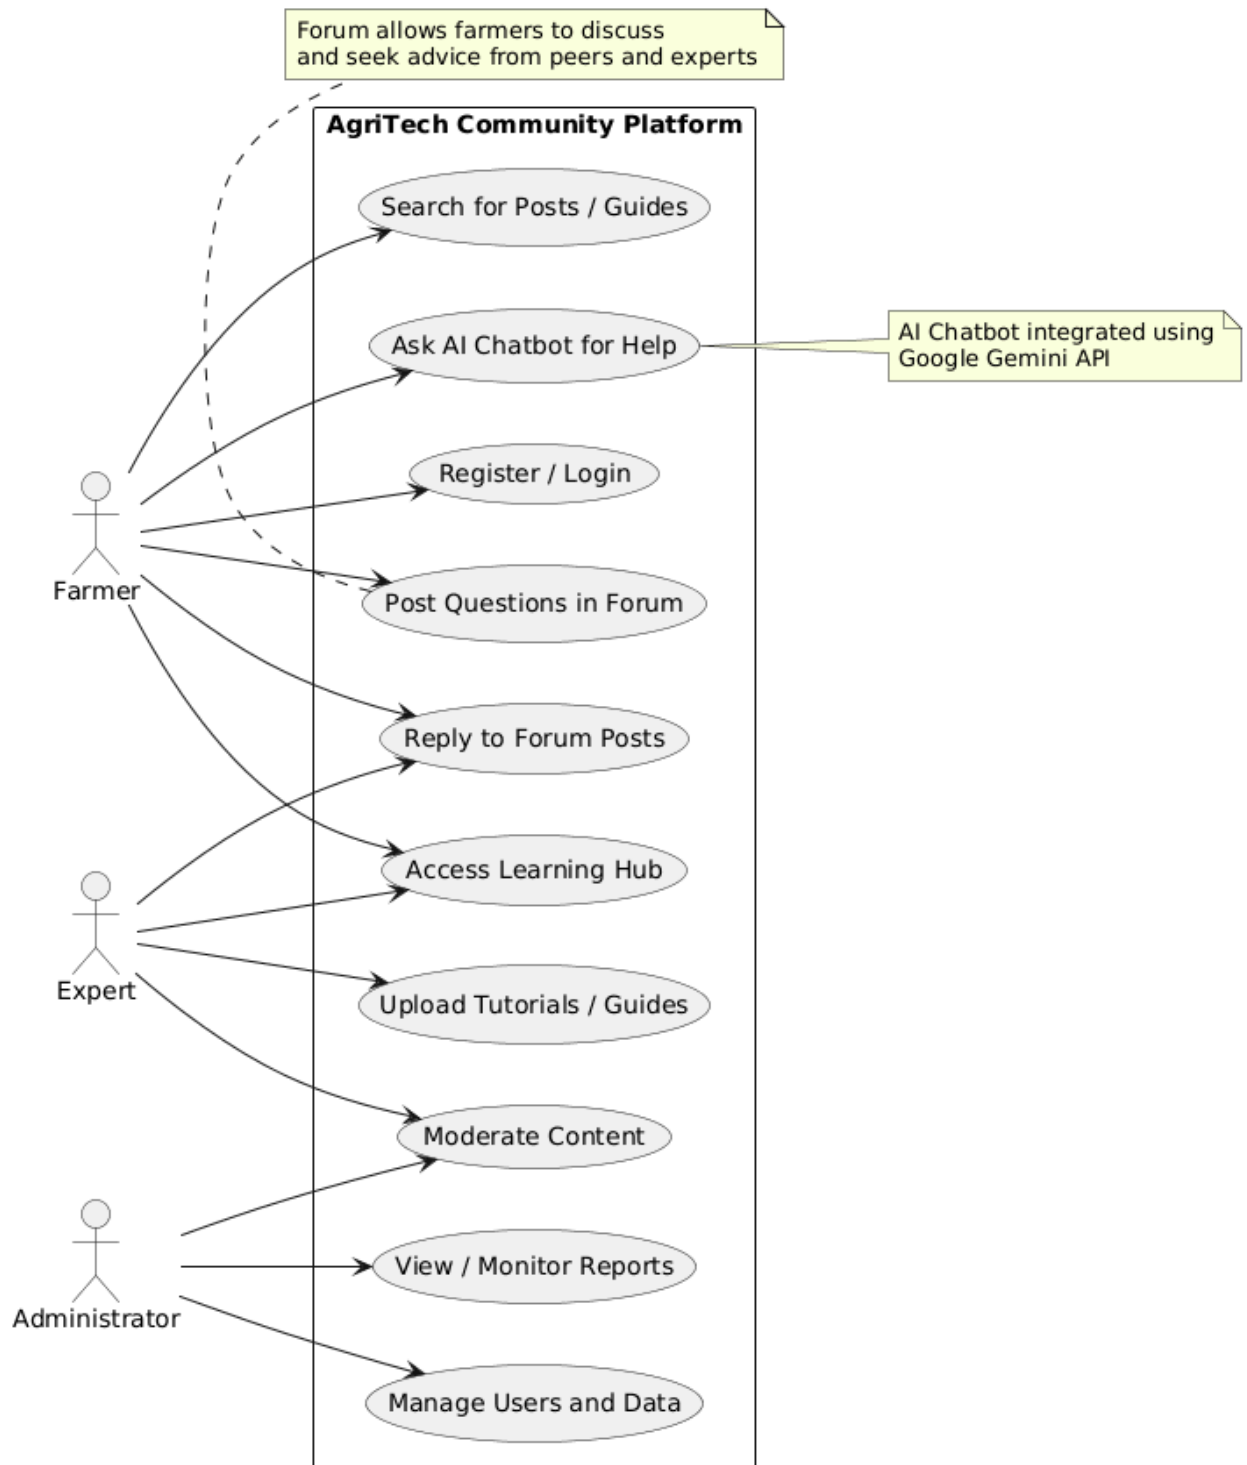 Forum allows farmers to discuss
and seek advice from peers and experts
AgriTech Community Platform
Search for Posts / Guides
Ask AI Chatbot for Help
AI Chatbot integrated using
Google Gemini API
Register / Login
Farmer
Post Questions in Forum
Reply to Forum Posts
Access Learning Hub
Expert
Upload Tutorials / Guides
Moderate Content
Administrator
View / Monitor Reports
Manage Users and Data